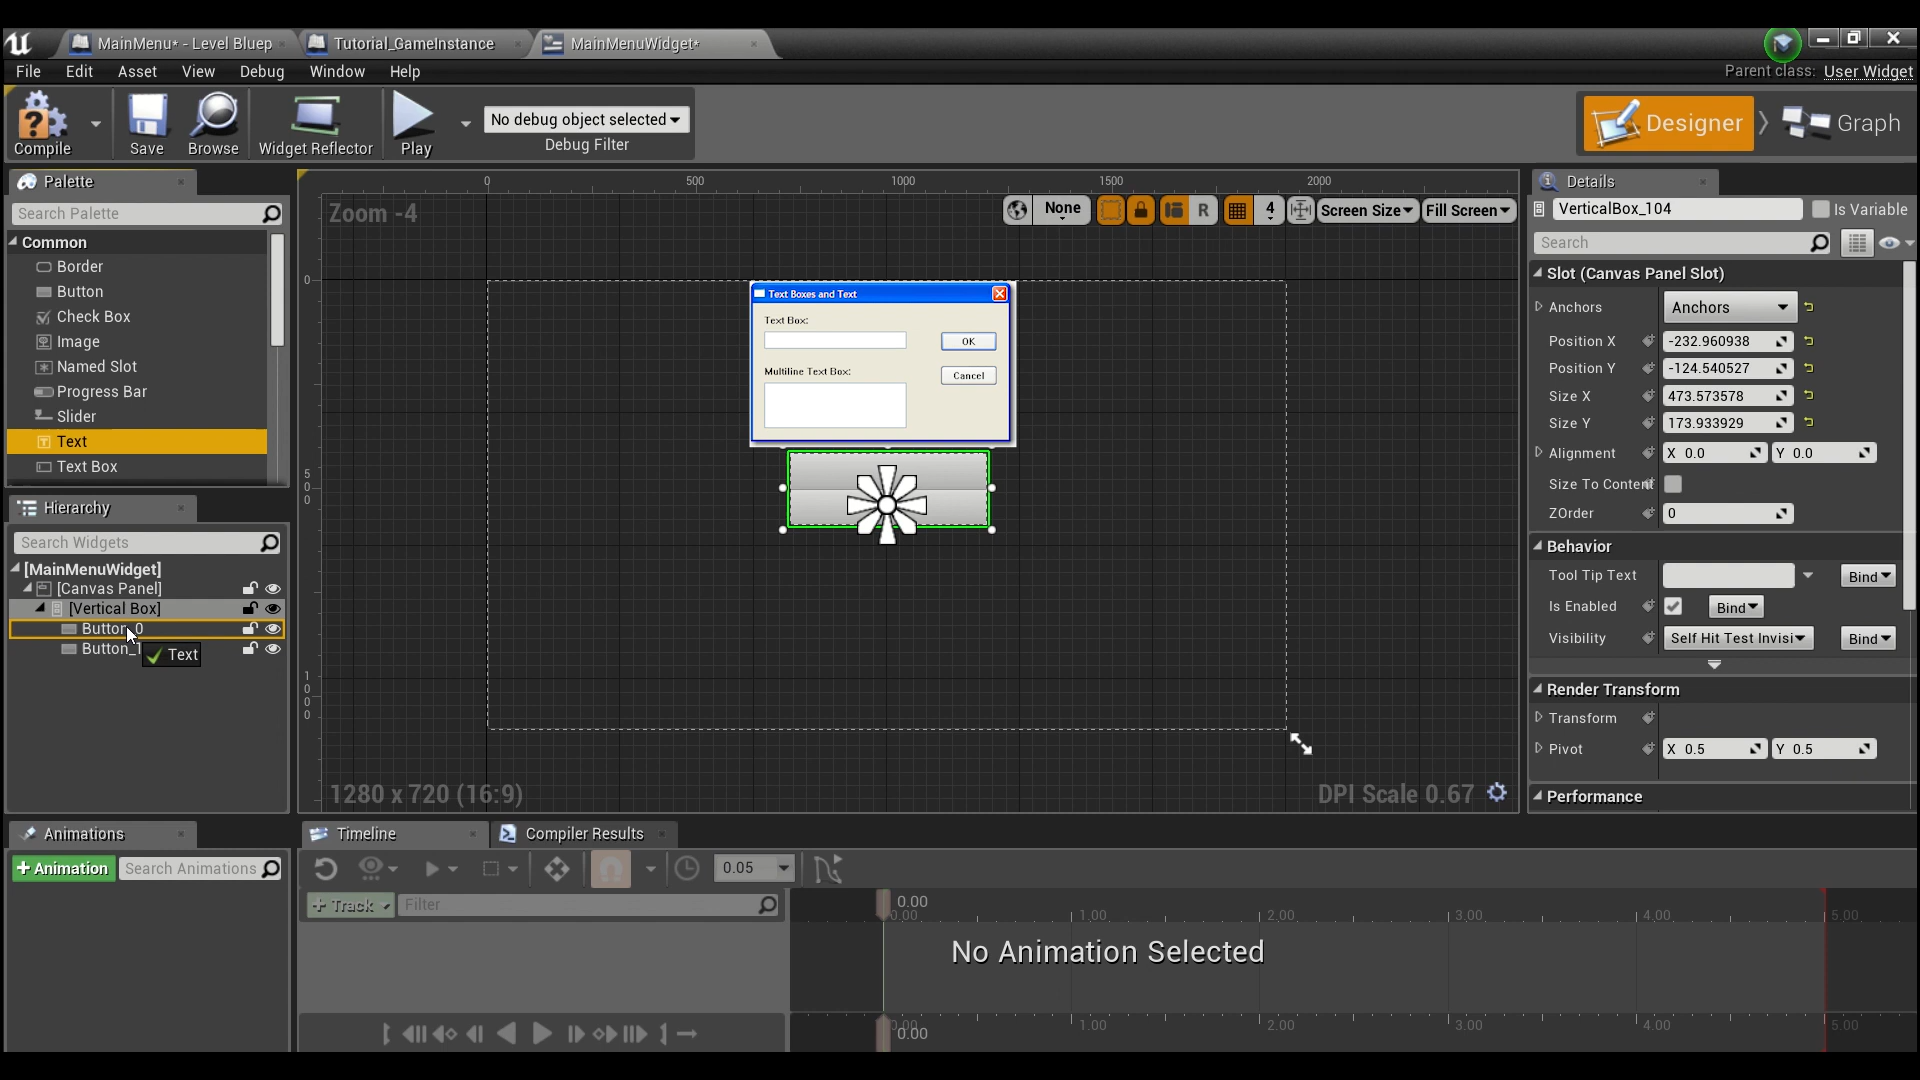 MainMenu* - Level Bluep
Tutorial_GameInstance
MainMenuWidget*
File Edit Asset View Debug Window Help
Parent class: User Widget
Compile
Save
Browse
Widget Reflector
Play
No debug object selected
Debug Filter
Designer
Graph
Palette
Search Palette
Common
Border
Button
Check Box
Image
Named Slot
Progress Bar
Slider
Text
Text Box
Hierarchy
Search Widgets
[MainMenuWidget]
[Canvas Panel]
[Vertical Box]
Button_0
Button_1
Text
Animations
+ Animation
Search Animations
0 500 1000 1500 2000
Zoom -4
None
R
4
Screen Size
Fill Screen
0
500
1000
Text Boxes and Text
Text Box:
OK
Multiline Text Box:
Cancel
1280 x 720 (16:9)
DPI Scale 0.67
Details
VerticalBox_104
Is Variable
Search
Slot (Canvas Panel Slot)
Anchors Anchors
Position X -232.960938
Position Y -124.540527
Size X 473.573578
Size Y 173.933929
Alignment X 0.0 Y 0.0
Size To Content
ZOrder 0
Behavior
Tool Tip Text Bind
Is Enabled Bind
Visibility Self Hit Test Invisi Bind
Render Transform
Transform
Pivot X 0.5 Y 0.5
Performance
Timeline
Compiler Results
0.05
+ Track
Filter
0.00
0.00 1.00 2.00 3.00 4.00 5.00
No Animation Selected
0.00 1.00 2.00 3.00 4.00 5.00
0.00